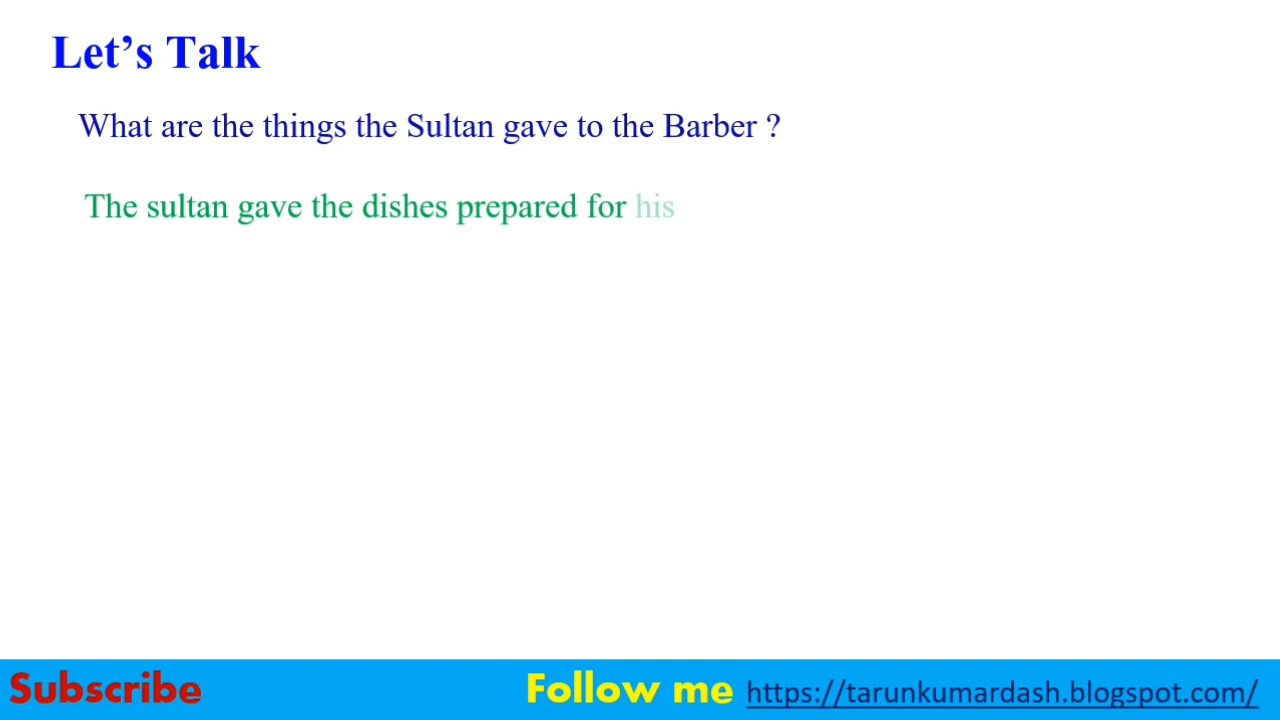 Let's Talk
What are the things the Sultan gave to the Barber ?
The sultan gave the dishes prepared for his
Subscribe
Follow me https://tarunkumardash.blogspot.com/